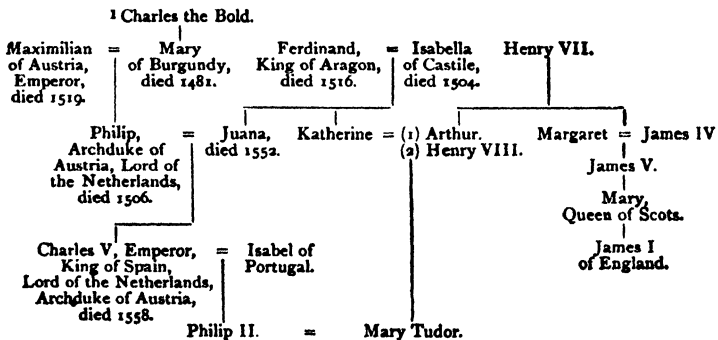 1 Charles the Bold.
Maximilian = Mary Ferdinand, = Isabella Henry VII.
of Austria, of Burgundy, King of Aragon, of Castile,
Emperor, died 1481. died 1516. died 1504.
died 1519.
Philip, = Juana, Katherine = (1) Arthur. Margaret = James IV
Archduke of died 1552. (2) Henry VIII.
Austria, Lord of James V.
the Netherlands,
died 1506. Mary,
Queen of Scots.
Charles V, Emperor, = Isabel of James I
King of Spain, Portugal. of England.
Lord of the Netherlands,
Archduke of Austria,
died 1558.
Philip II. = Mary Tudor.